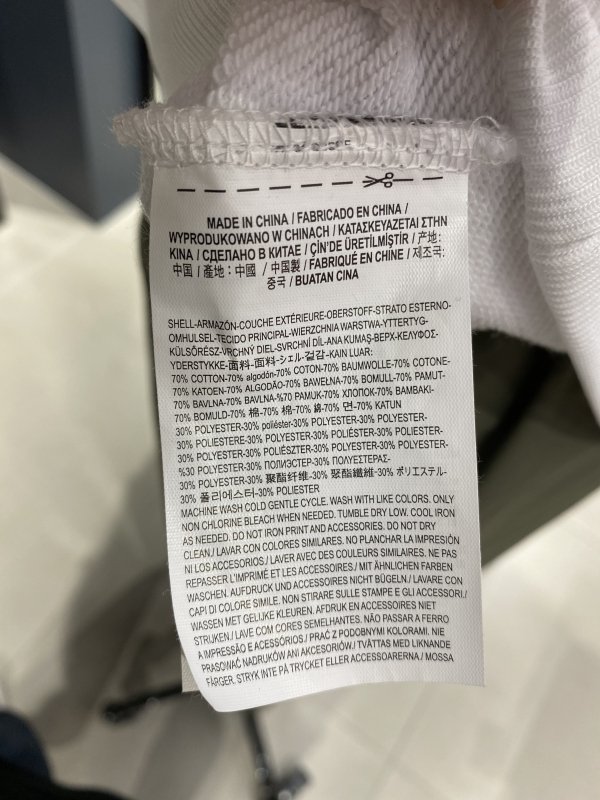 MADE IN CHINA / FABRICADO EN CHINA /
WYPRODUKOWANO W CHINACH / ΚΑΤΑΣΚΕΥΑΖΕΤΑΙ ΣΤΗΝ
KINA / СДЕЛАНО В КИТАЕ / ÇİN'DE ÜRETİLMİŞTİR / 产地:
中国 / 產地: 中國 / 中国製 / FABRIQUÉ EN CHINE / 제조국:
중국 / BUATAN CINA
SHELL-ARMAZÓN-COUCHE EXTÉRIEURE-OBERSTOFF-STRATO ESTERNO-
OMHULSEL-TECIDO PRINCIPAL-WIERZCHNIA WARSTWA-YTTERTYG-
KÜLSŐRÉSZ-VRCHNÝ DIEL-SVRCHNÍ DÍL-ANA KUMAŞ-ВЕРХ-ΚΕΛΥΦΟΣ-
YDERSTYKKE-面料-面料-シェル-겉감-KAIN LUAR:
70% COTTON-70% algodón-70% COTON-70% BAUMWOLLE-70% COTONE-
70% KATOEN-70% ALGODÃO-70% BAWEŁNA-70% BOMULL-70% PAMUT-
70% BAVLNA-70% BAVLNA-%70 PAMUK-70% ХЛОПОК-70% ΒΑΜΒΑΚΙ-
70% BOMULD-70% 棉-70% 棉-70% 綿-70% 면-70% KATUN
30% POLYESTER-30% poliéster-30% POLYESTER-30% POLYESTER-
30% POLIESTERE-30% POLYESTER-30% POLIÉSTER-30% POLIESTER-
30% POLYESTER-30% POLIÉSZTER-30% POLYESTER-30% POLYESTER-
%30 POLYESTER-30% ПОЛИЭСТЕР-30% ΠΟΛΥΕΣΤΕΡΑΣ-
30% POLYESTER-30% 聚酯纤维-30% 聚酯纖維-30% ポリエステル-
30% 폴리에스터-30% POLIESTER
MACHINE WASH COLD GENTLE CYCLE. WASH WITH LIKE COLORS. ONLY
NON CHLORINE BLEACH WHEN NEEDED. TUMBLE DRY LOW. COOL IRON
AS NEEDED. DO NOT IRON PRINT AND ACCESSORIES. DO NOT DRY
CLEAN./ LAVAR CON COLORES SIMILARES. NO PLANCHAR LA IMPRESIÓN
NI LOS ACCESORIOS./ LAVER AVEC DES COULEURS SIMILAIRES. NE PAS
REPASSER L'IMPRIMÉ ET LES ACCESSOIRES./ MIT ÄHNLICHEN FARBEN
WASCHEN. AUFDRUCK UND ACCESSOIRES NICHT BÜGELN./ LAVARE CON
CAPI DI COLORE SIMILE. NON STIRARE SULLE STAMPE E GLI ACCESSORI./
WASSEN MET GELIJKE KLEUREN. AFDRUK EN ACCESSOIRES NIET
STRIJKEN./ LAVE COM CORES SEMELHANTES. NÃO PASSAR A FERRO
A IMPRESSÃO E ACESSÓRIOS./ PRAĆ Z PODOBNYMI KOLORAMI. NIE
PRASOWAĆ NADRUKÓW ANI AKCESORIÓW./ TVÄTTAS MED LIKNANDE
FÄRGER. STRYK INTE PÅ TRYCKET ELLER ACCESSOARERNA./ MOSSA